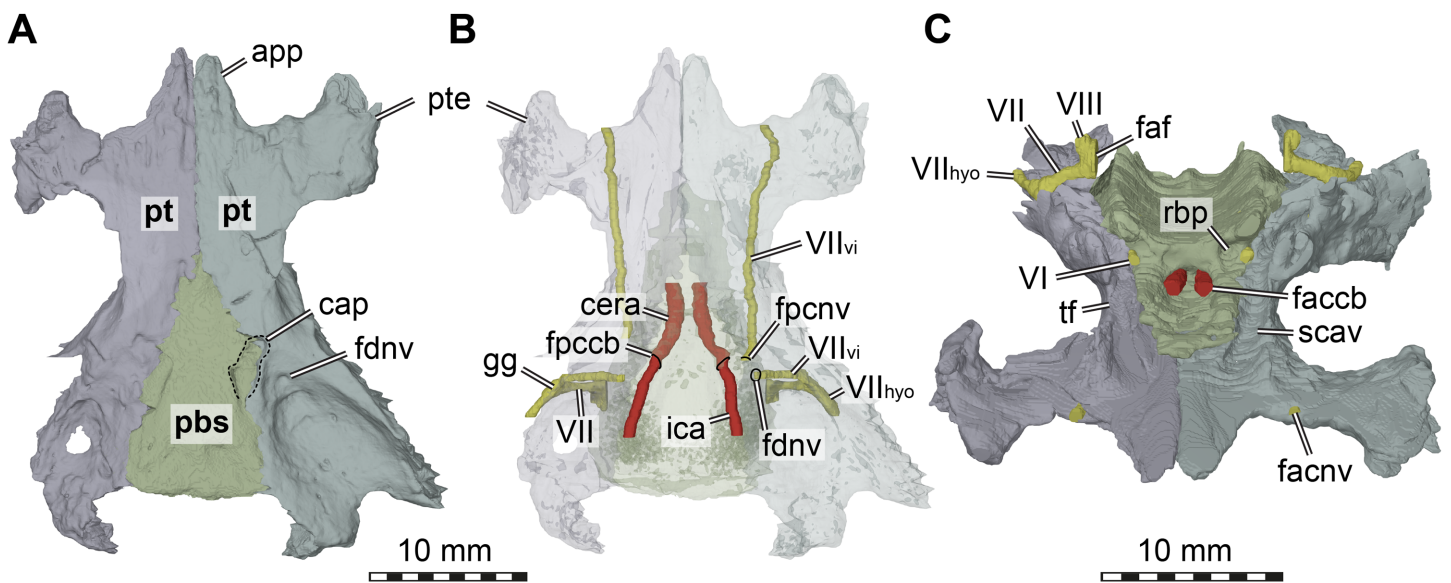 A
app
pte
pt
pt
cap
fdnv
pbs
10 mm
B
VIIvi
cera
fpcnv
fpccb
VIIvi
gg
VIIhyo
VII
ica
fdnv
C
VIII
VII
faf
VIIhyo
rbp
VI
faccb
tf
scav
facnv
10 mm